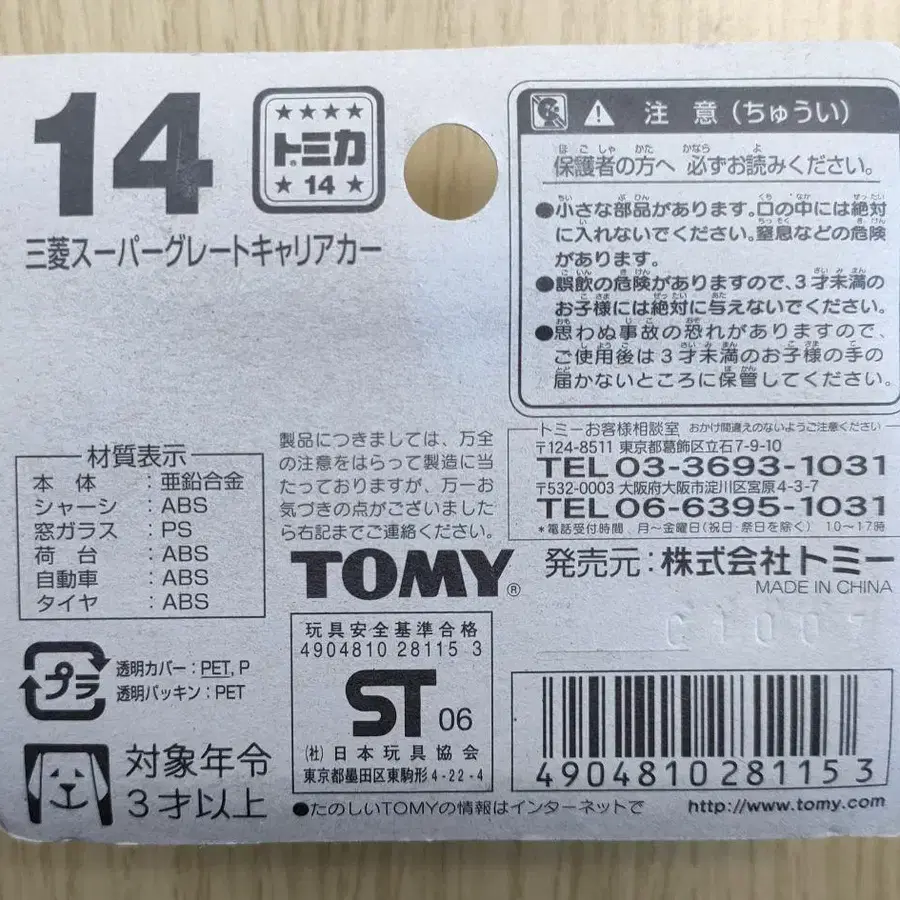 14
トミカ
14
三菱スーパーグレートキャリアカー
注 意 (ちゅうい)
保護者の方へ 必ずお読みください。
●小さな部品があります。口の中には絶対
に入れないでください。窒息などの危険
があります。
●誤飲の危険がありますので、3才未満の
お子様には絶対に与えないでください。
●思わぬ事故の恐れがありますので、
ご使用後は3才未満のお子様の手の
届かないところに保管してください。
材質表示
本 体 : 亜鉛合金
シャーシ : ABS
窓ガラス : PS
荷 台 : ABS
自動車 : ABS
タイヤ : ABS
製品につきましては、万全
の注意をはらって製造に当
たっておりますが、万一お
気づきの点がございました
ら右記までご連絡ください。
トミーお客様相談室 おかけ間違えのないようご注意ください
〒124-8511 東京都葛飾区立石7-9-10
TEL03-3693-1031
〒532-0003 大阪府大阪市淀川区宮原4-3-7
TEL06-6395-1031
*電話受付時間 月~金曜日(祝日・祭日を除く) 10~17時
TOMY®
発売元:株式会社トミー
MADE IN CHINA
プラ
透明カバー:PET, P
透明パッキン:PET
対象年令
3才以上
玩具安全基準合格
4904810 28115 3
ST 06
(社)日本玩具協会
東京都墨田区東駒形4-22-4
4904810281153
●たのしいTOMYの情報はインターネットで
http://www.tomy.com